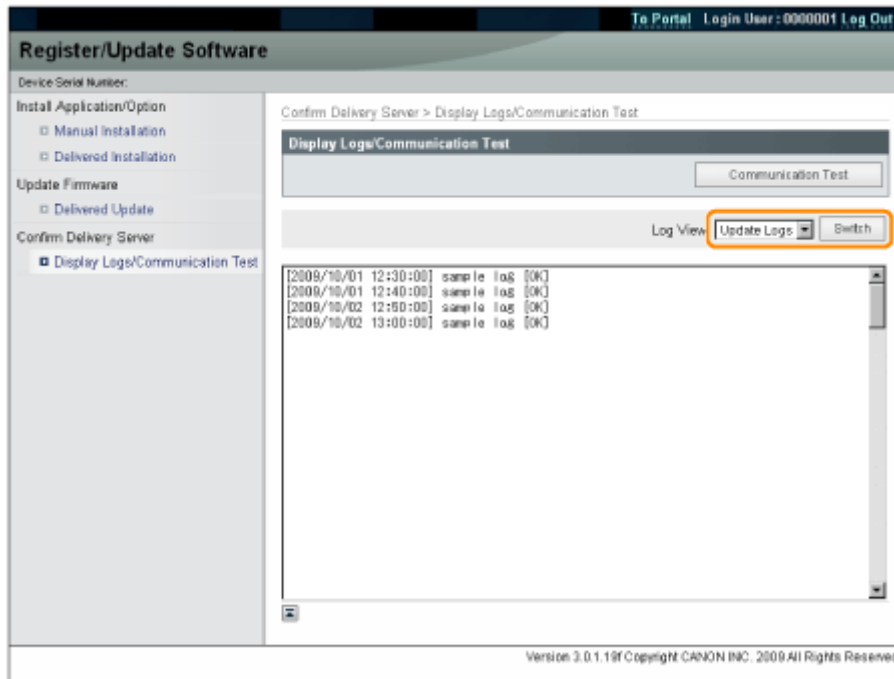 To Portal Login User : 0000001 Log Out
Register/Update Software
Device Serial Number:
Install Application/Option
Manual Installation
Delivered Installation
Update Firmware
Delivered Update
Confirm Delivery Server
Display Logs/Communication Test
Confirm Delivery Server > Display Logs/Communication Test
Display Logs/Communication Test
Communication Test
Log View Update Logs Switch
[2009/10/01 12:30:00] sample log [OK]
[2009/10/01 12:40:00] sample log [OK]
[2009/10/02 12:50:00] sample log [OK]
[2009/10/02 13:00:00] sample log [OK]
Version 3.0.1.19f Copyright CANON INC. 2009 All Rights Reserved